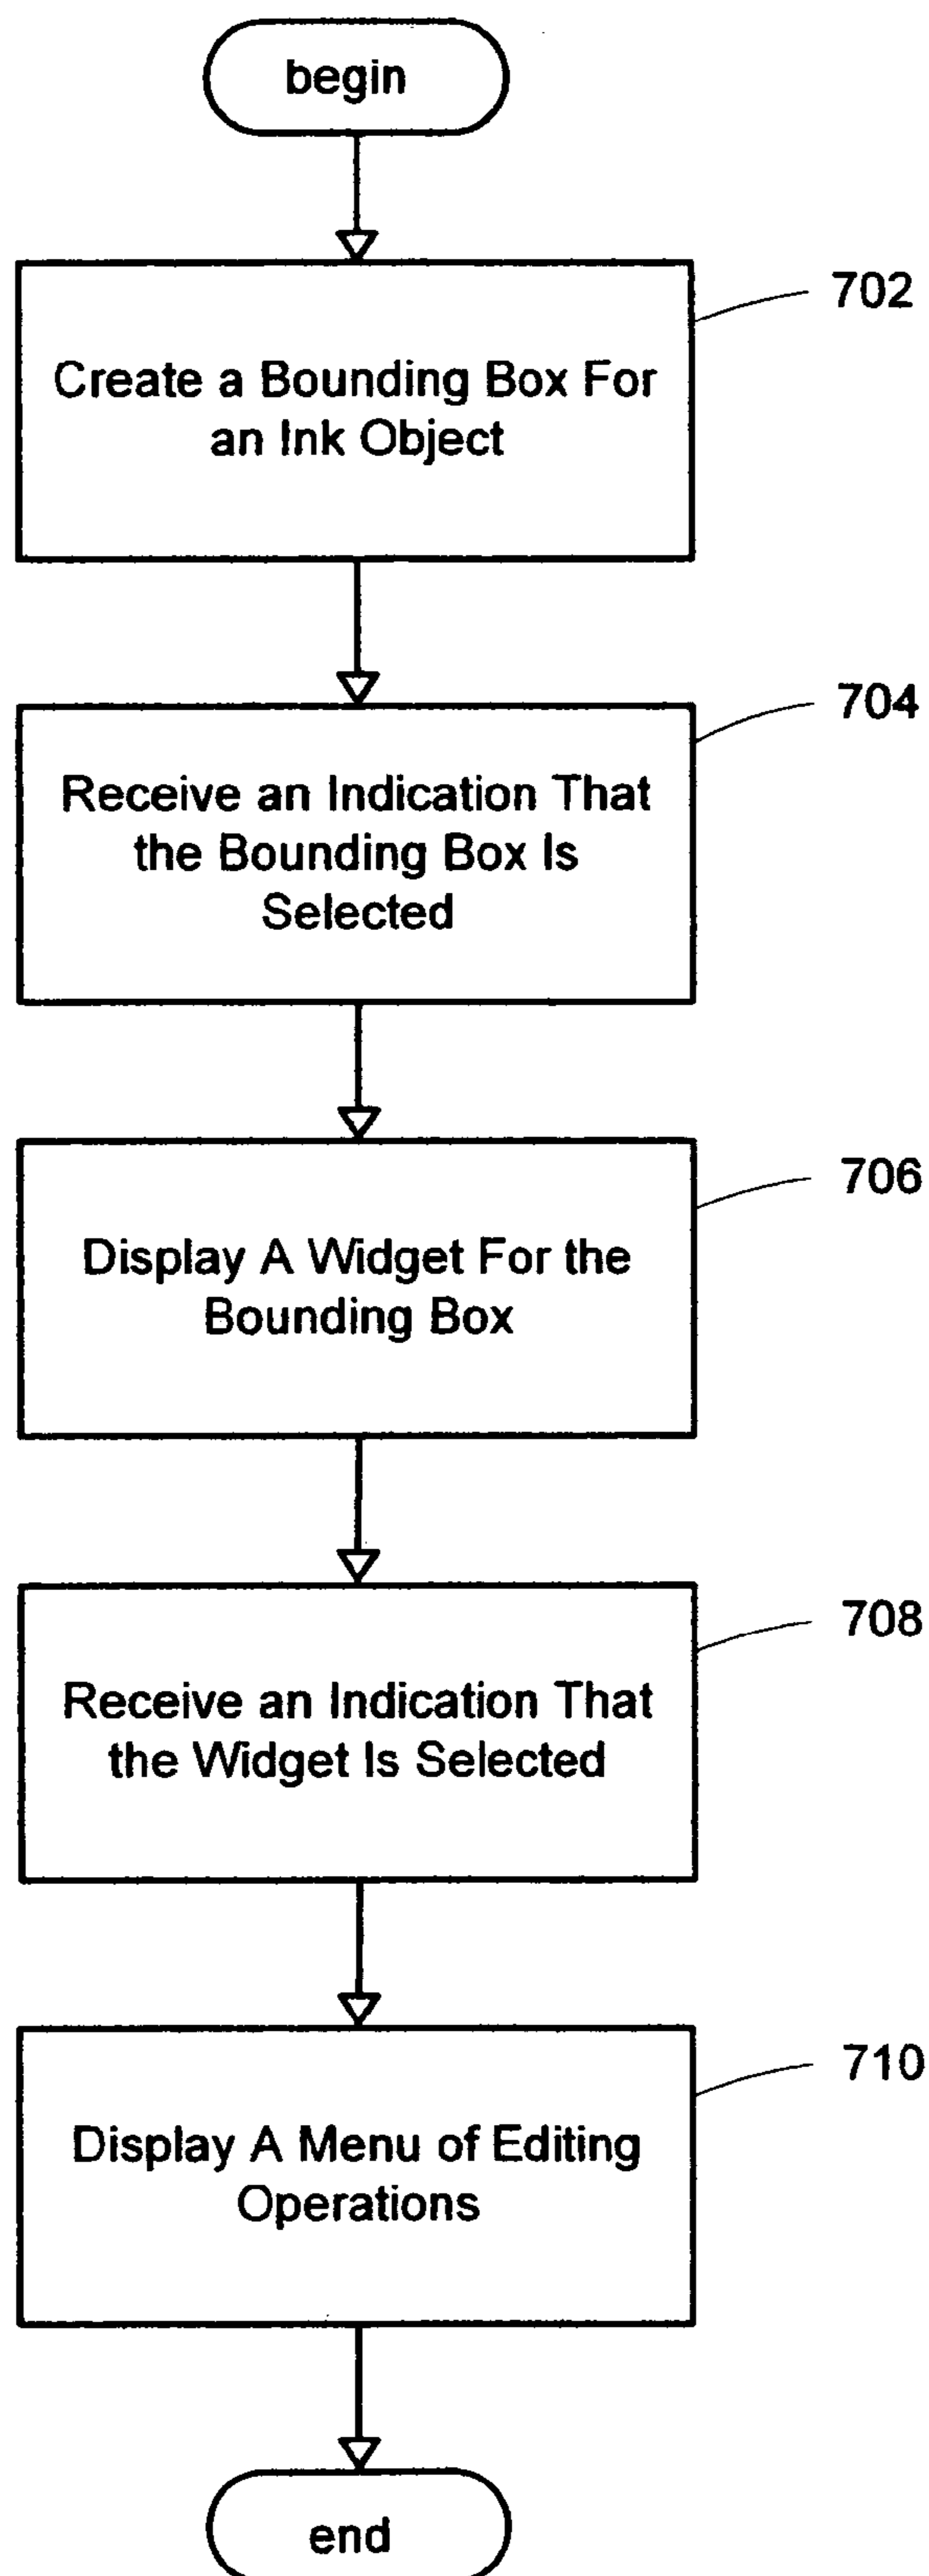 begin
702
Create a Bounding Box For
an Ink Object
704
Receive an Indication That
the Bounding Box Is
Selected
706
Display A Widget For the
Bounding Box
708
Receive an Indication That
the Widget Is Selected
710
Display A Menu of Editing
Operations
end